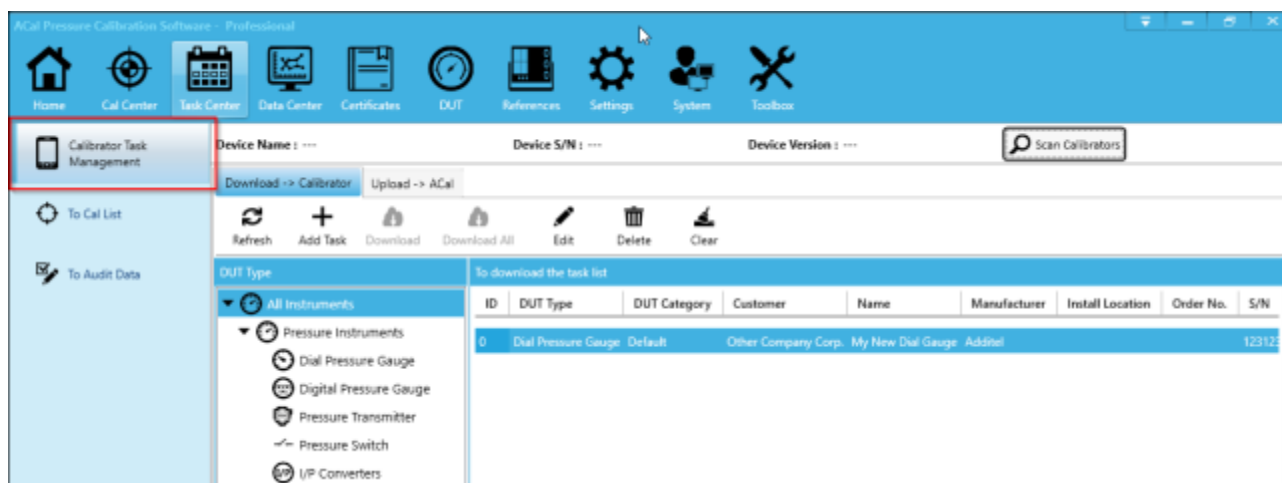 ACal Pressure Calibration Software - Professional
Home Cal Center Task Center Data Center Certificates DUT References Settings System Toolbox
Calibrator Task Management
Device Name : --- Device S/N : --- Device Version : --- Scan Calibrators
Download -> Calibrator Upload -> ACal
To Cal List
Refresh Add Task Download Download All Edit Delete Clear
To Audit Data
DUT Type To download the task list
All Instruments ID DUT Type DUT Category Customer Name Manufacturer Install Location Order No. S/N
Pressure Instruments
0 Dial Pressure Gauge Default Other Company Corp. My New Dial Gauge Additel 123123
Dial Pressure Gauge
Digital Pressure Gauge
Pressure Transmitter
Pressure Switch
I/P Converters